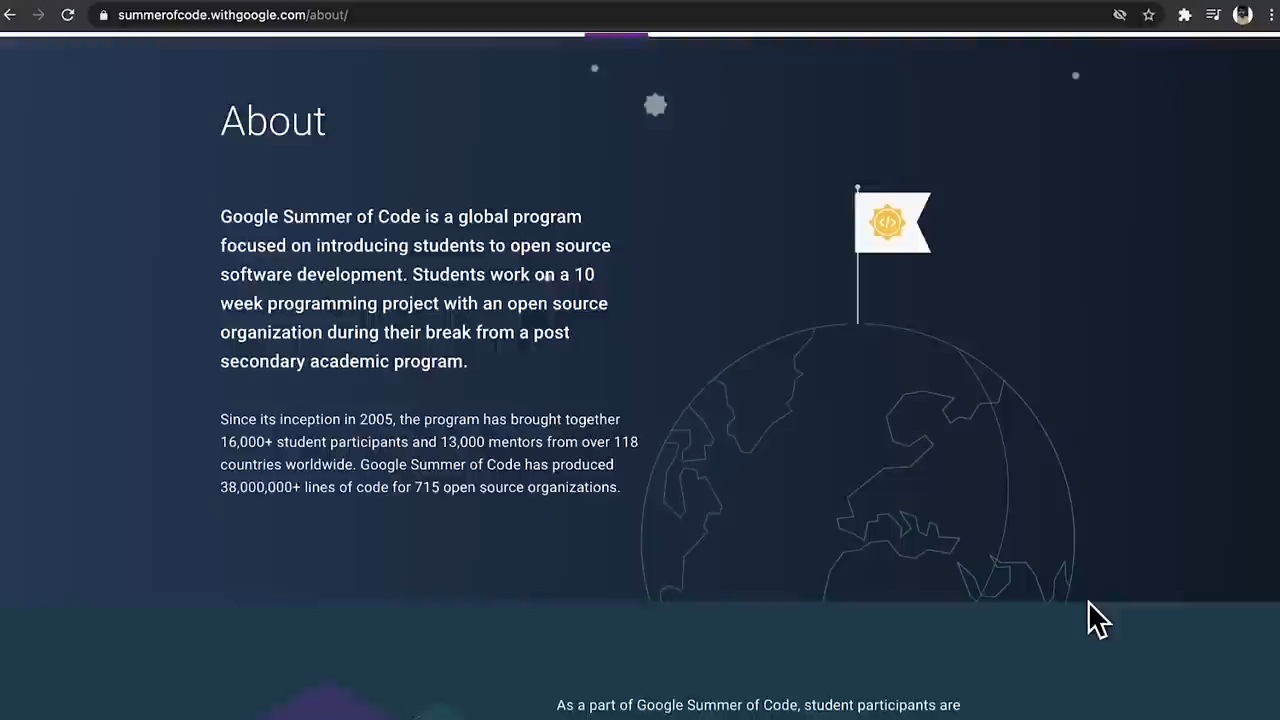 summerofcode.withgoogle.com/about/
About
Google Summer of Code is a global program
focused on introducing students to open source
software development. Students work on a 10
week programming project with an open source
organization during their break from a post
secondary academic program.
Since its inception in 2005, the program has brought together
16,000+ student participants and 13,000 mentors from over 118
countries worldwide. Google Summer of Code has produced
38,000,000+ lines of code for 715 open source organizations.
As a part of Google Summer of Code, student participants are